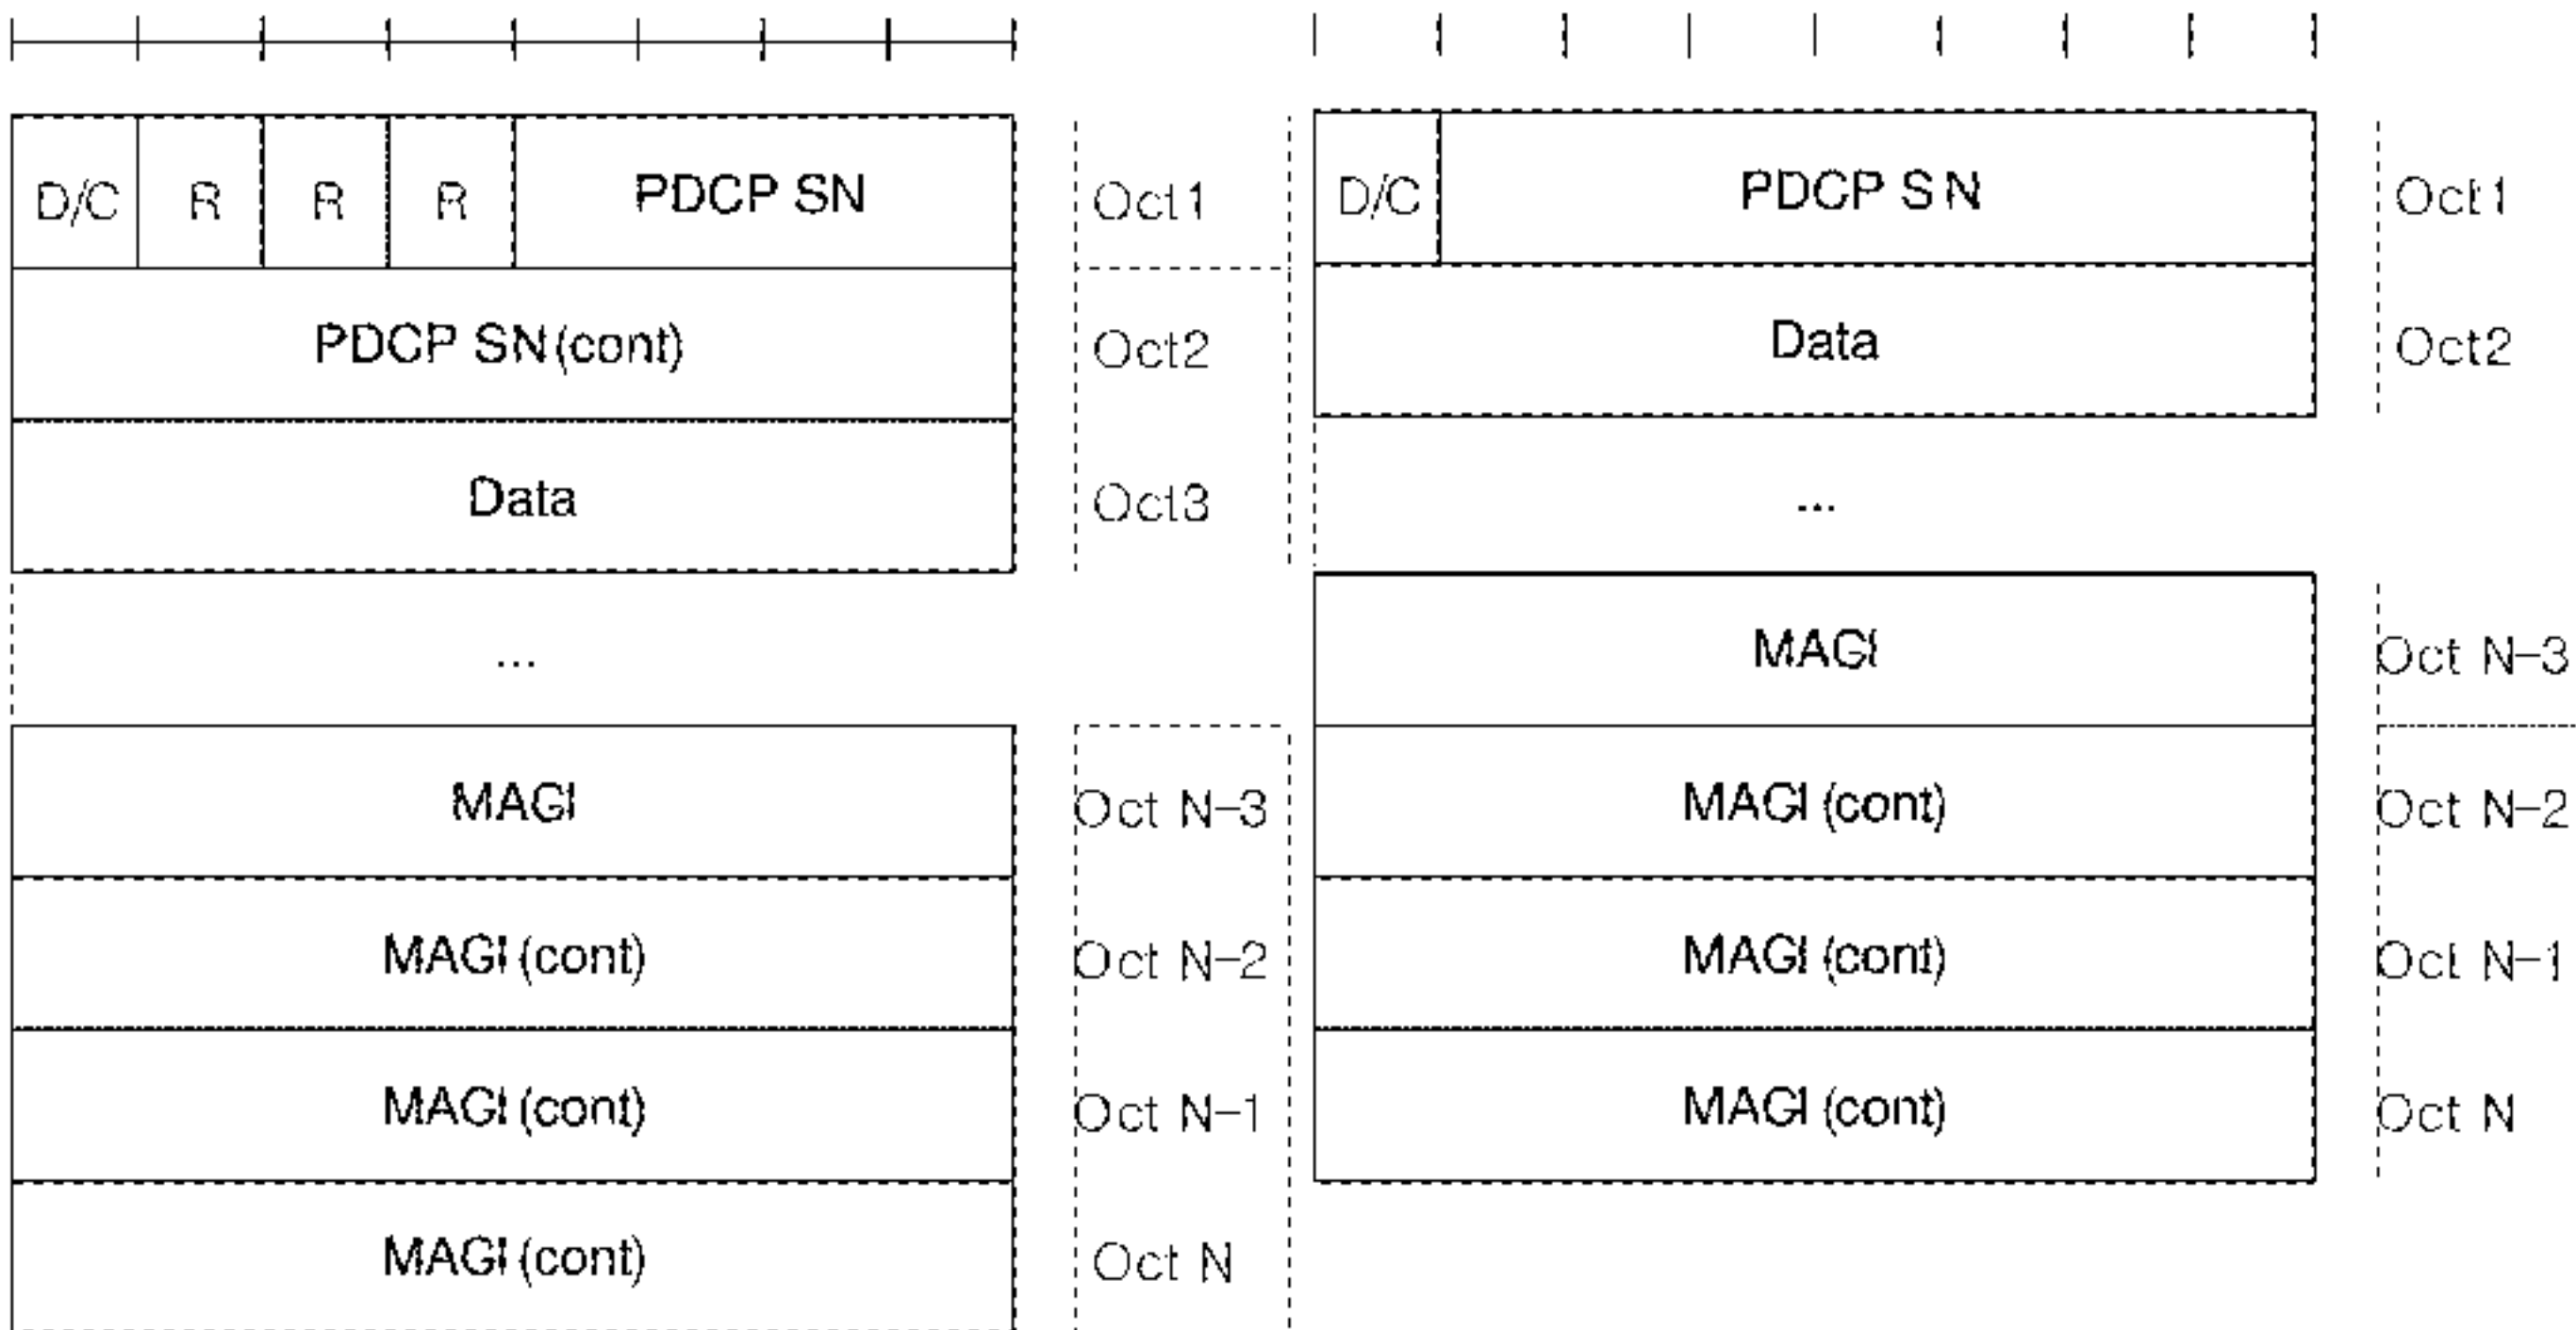 D/C R R R PDCP SN Oct1
PDCP SN (cont) Oct2
Data Oct3
...
MAGI Oct N-3
MAGI (cont) Oct N-2
MAGI (cont) Oct N-1
MAGI (cont) Oct N
D/C PDCP SN Oct1
Data Oct2
...
MAGI Oct N-3
MAGI (cont) Oct N-2
MAGI (cont) Oct N-1
MAGI (cont) Oct N